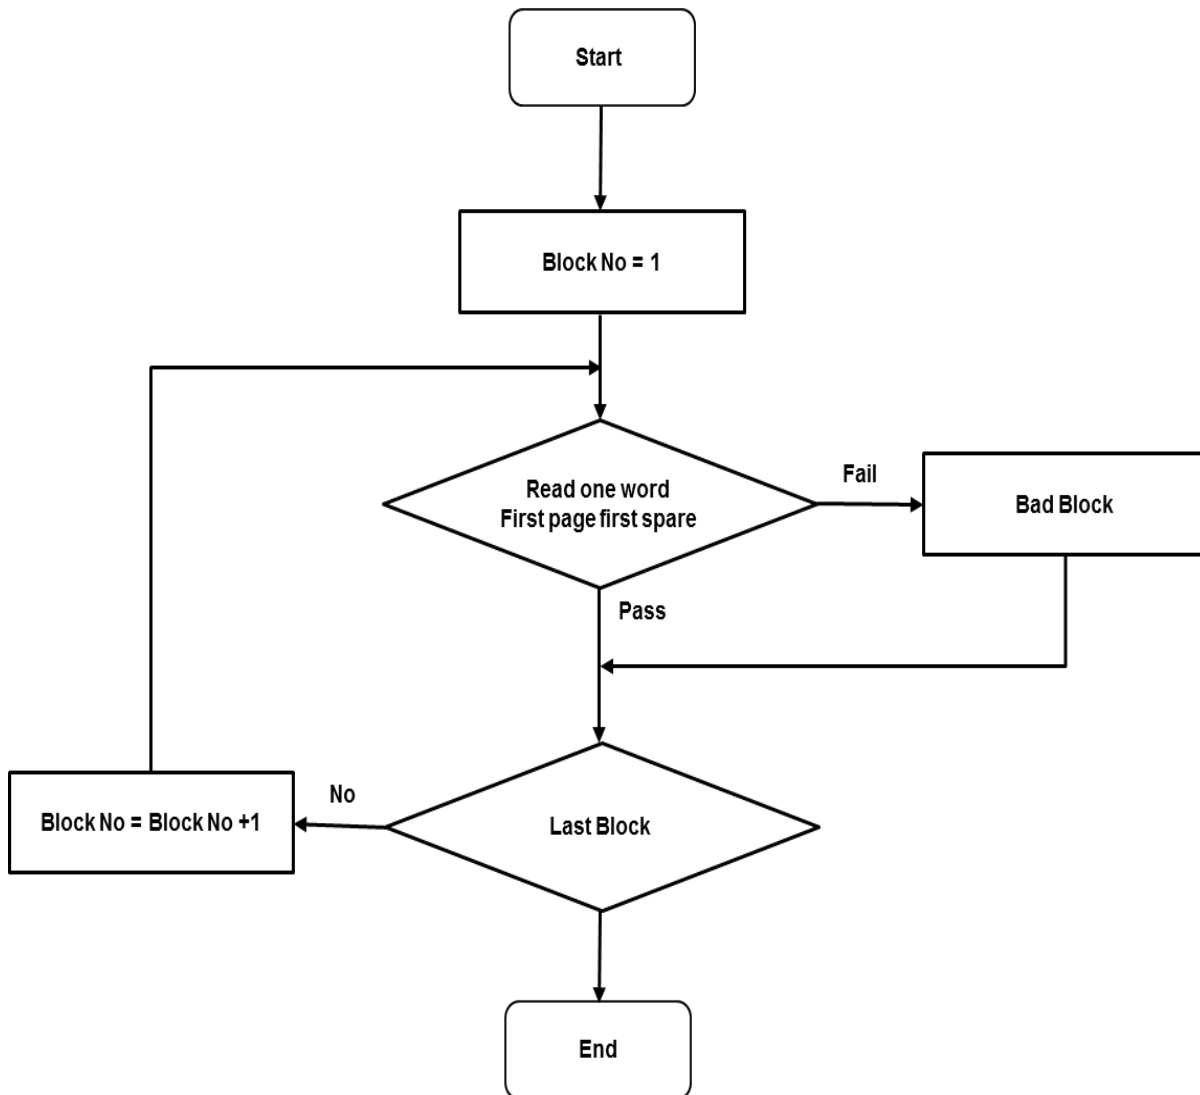 Start
Block No = 1
Read one word
First page first spare
Fail
Bad Block
Pass
Last Block
No
Block No = Block No +1
End